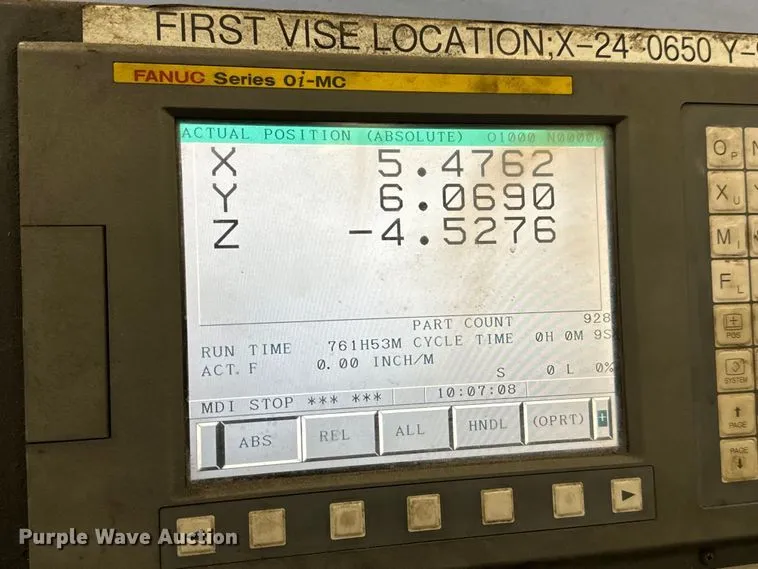 FIRST VISE LOCATION;X-24 0650 Y-
FANUC Series 0i-MC
ACTUAL POSITION (ABSOLUTE) O1000 N00000
X 5.4762
Y 6.0690
Z -4.5276
PART COUNT 928
RUN TIME 761H53M CYCLE TIME 0H 0M 9S
ACT.F 0.00 INCH/M
S 0 L 0%
MDI STOP *** *** 10:07:08
ABS REL ALL HNDL (OPRT) +
OP
XU
MI
FL
POS
SYSTEM
PAGE
PAGE
Purple Wave Auction